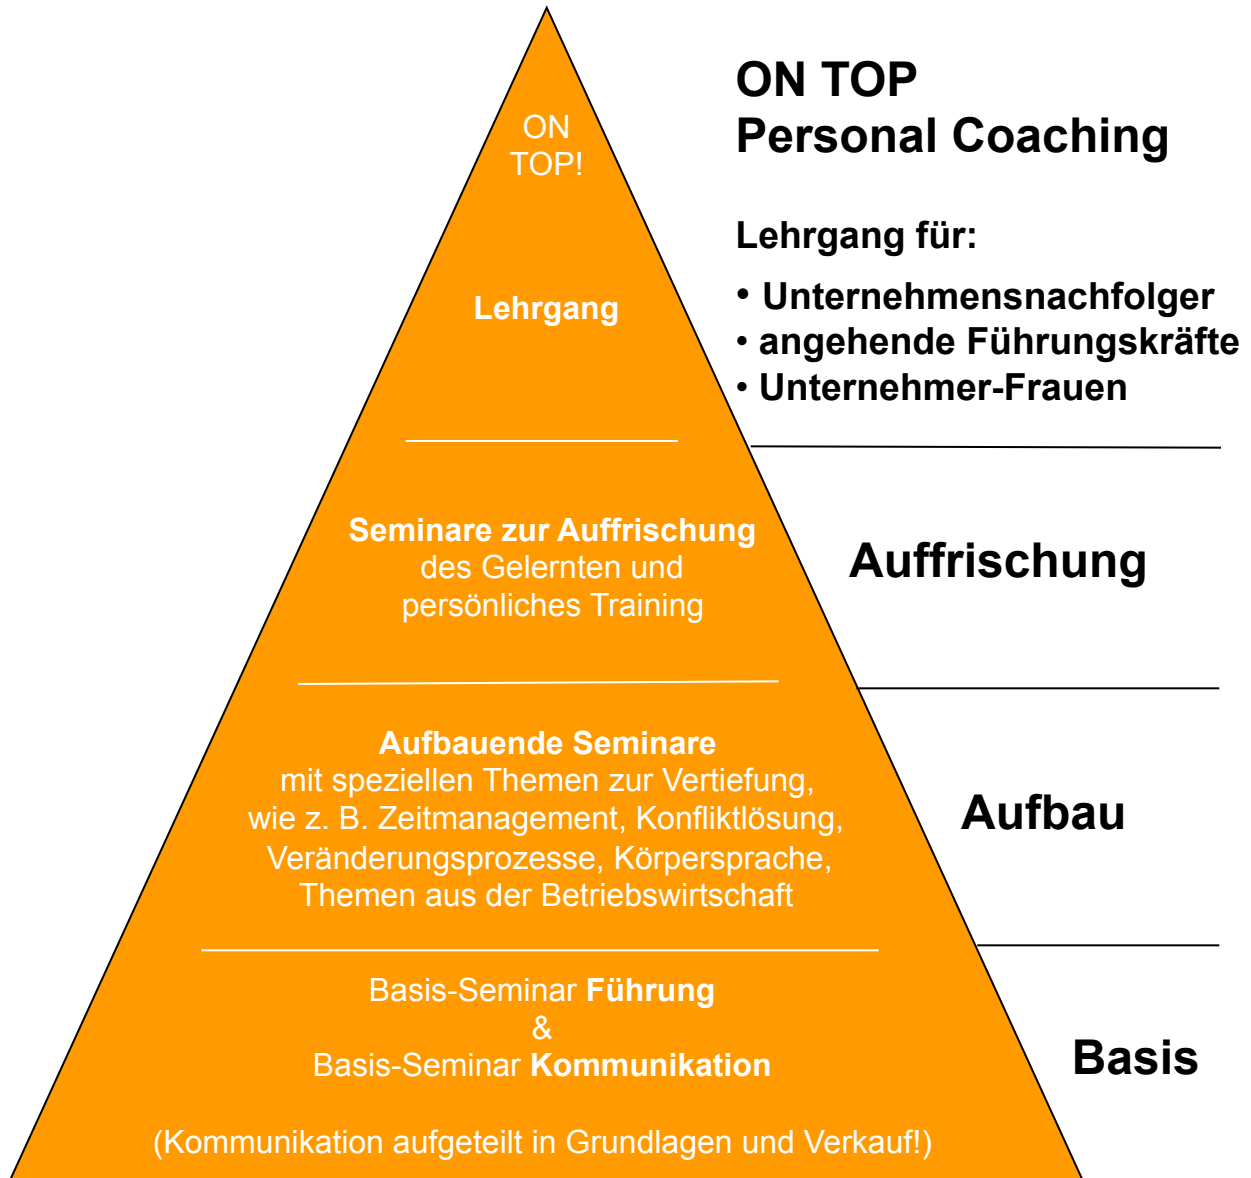 ON
TOP!
ON TOP
Personal Coaching
Lehrgang für:
• Unternehmensnachfolger
• angehende Führungskräfte
• Unternehmer-Frauen
Lehrgang
Seminare zur Auffrischung
des Gelernten und
persönliches Training
Auffrischung
Aufbauende Seminare
mit speziellen Themen zur Vertiefung,
wie z. B. Zeitmanagement, Konfliktlösung,
Veränderungsprozesse, Körpersprache,
Themen aus der Betriebswirtschaft
Aufbau
Basis-Seminar Führung
&
Basis-Seminar Kommunikation
(Kommunikation aufgeteilt in Grundlagen und Verkauf!)
Basis